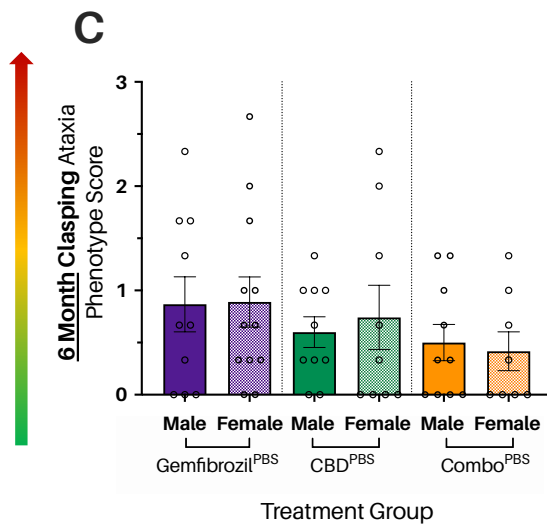 C
6 Month Clasping Ataxia
Phenotype Score
3
2
1
0
Male Female Male Female Male Female
Gemfibrozil^PBS CBD^PBS Combo^PBS
Treatment Group